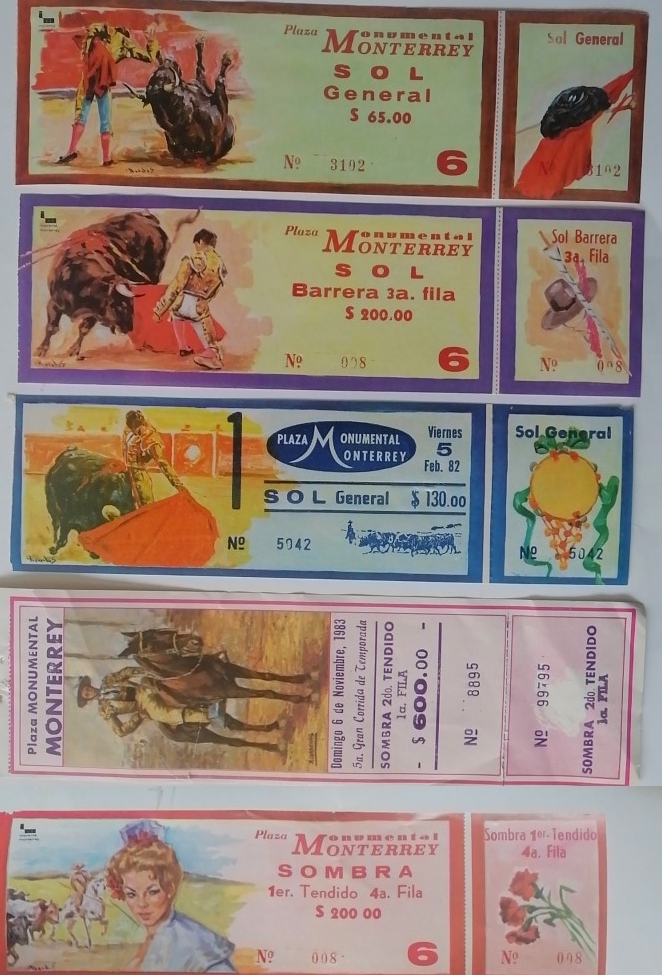 Plaza Monumental
MONTERREY
SOL
General
$ 65.00
Nº 3102
6
Sol General
Nº 3102
Plaza Monumental
MONTERREY
SOL
Barrera 3a. fila
$ 200.00
Nº 008
6
Sol Barrera
3a. Fila
Nº 008
1
PLAZA MONUMENTAL
MONTERREY
Viernes
5
Feb. 82
SOL General $ 130.00
Nº 5042
Sol General
Nº 5042
Plaza MONUMENTAL
MONTERREY
Domingo 6 de Noviembre, 1983
5a. Gran Corrida de Temporada
SOMBRA 2do. TENDIDO
1a. FILA
- $ 600.00 -
Nº 8895
Nº 99795
SOMBRA 2do. TENDIDO
1a. FILA
Plaza Monumental
MONTERREY
SOMBRA
1er. Tendido 4a. Fila
$ 200 00
Nº 008
6
Sombra 1er. Tendido
4a. Fila
Nº 008